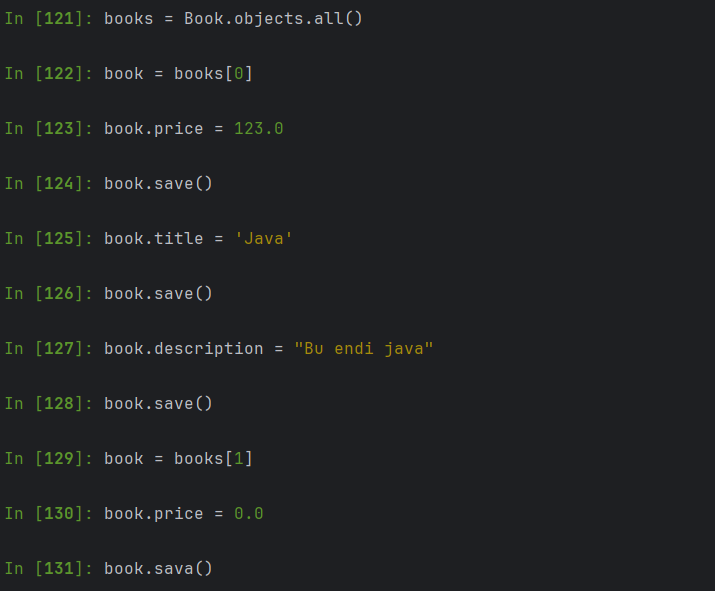 In [121]: books = Book.objects.all()
In [122]: book = books[0]
In [123]: book.price = 123.0
In [124]: book.save()
In [125]: book.title = 'Java'
In [126]: book.save()
In [127]: book.description = "Bu endi java"
In [128]: book.save()
In [129]: book = books[1]
In [130]: book.price = 0.0
In [131]: book.sava()